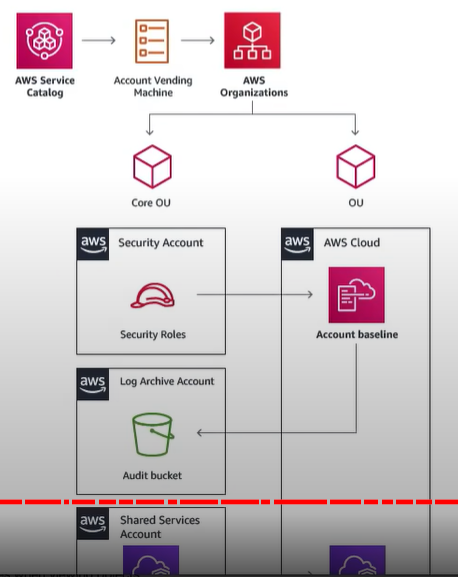 AWS Service
Catalog
Account Vending
Machine
AWS
Organizations
Core OU
OU
aws
Security Account
Security Roles
aws
AWS Cloud
Account baseline
aws
Log Archive Account
Audit bucket
aws
Shared Services
Account